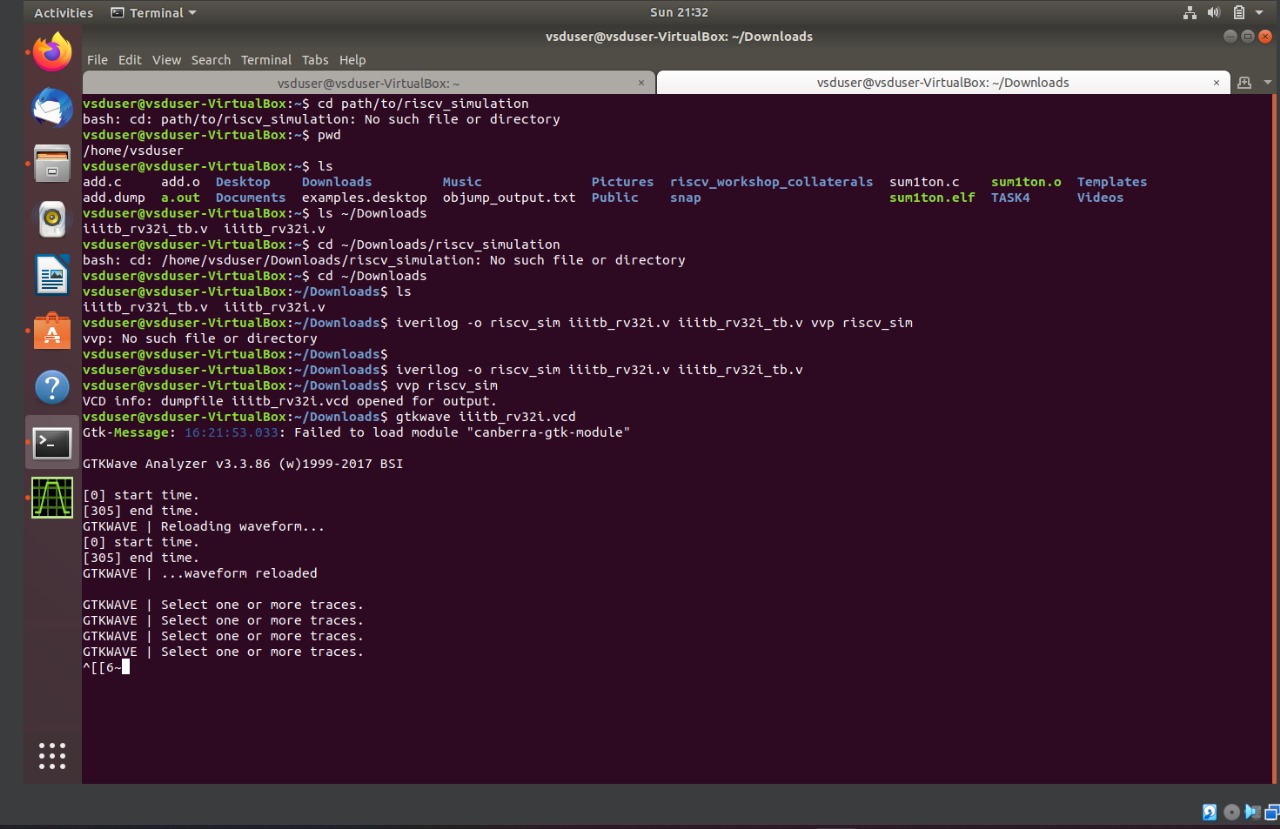 Activities Terminal Sun 21:32
vsduser@vsduser-VirtualBox: ~/Downloads
File Edit View Search Terminal Tabs Help
vsduser@vsduser-VirtualBox: ~ × vsduser@vsduser-VirtualBox: ~/Downloads ×
vsduser@vsduser-VirtualBox:~$ cd path/to/riscv_simulation
bash: cd: path/to/riscv_simulation: No such file or directory
vsduser@vsduser-VirtualBox:~$ pwd
/home/vsduser
vsduser@vsduser-VirtualBox:~$ ls
add.c add.o Desktop Downloads Music Pictures riscv_workshop_collaterals sum1ton.c sum1ton.o Templates
add.dump a.out Documents examples.desktop objump_output.txt Public snap sum1ton.elf TASK4 Videos
vsduser@vsduser-VirtualBox:~$ ls ~/Downloads
iiitb_rv32i_tb.v iiitb_rv32i.v
vsduser@vsduser-VirtualBox:~$ cd ~/Downloads/riscv_simulation
bash: cd: /home/vsduser/Downloads/riscv_simulation: No such file or directory
vsduser@vsduser-VirtualBox:~$ cd ~/Downloads
vsduser@vsduser-VirtualBox:~/Downloads$ ls
iiitb_rv32i_tb.v iiitb_rv32i.v
vsduser@vsduser-VirtualBox:~/Downloads$ iverilog -o riscv_sim iiitb_rv32i.v iiitb_rv32i_tb.v vvp riscv_sim
vvp: No such file or directory
vsduser@vsduser-VirtualBox:~/Downloads$
vsduser@vsduser-VirtualBox:~/Downloads$ iverilog -o riscv_sim iiitb_rv32i.v iiitb_rv32i_tb.v
vsduser@vsduser-VirtualBox:~/Downloads$ vvp riscv_sim
VCD info: dumpfile iiitb_rv32i.vcd opened for output.
vsduser@vsduser-VirtualBox:~/Downloads$ gtkwave iiitb_rv32i.vcd
Gtk-Message: 16:21:53.033: Failed to load module "canberra-gtk-module"
GTKWave Analyzer v3.3.86 (w)1999-2017 BSI
[0] start time.
[305] end time.
GTKWAVE | Reloading waveform...
[0] start time.
[305] end time.
GTKWAVE | ...waveform reloaded
GTKWAVE | Select one or more traces.
GTKWAVE | Select one or more traces.
GTKWAVE | Select one or more traces.
GTKWAVE | Select one or more traces.
^[[6~